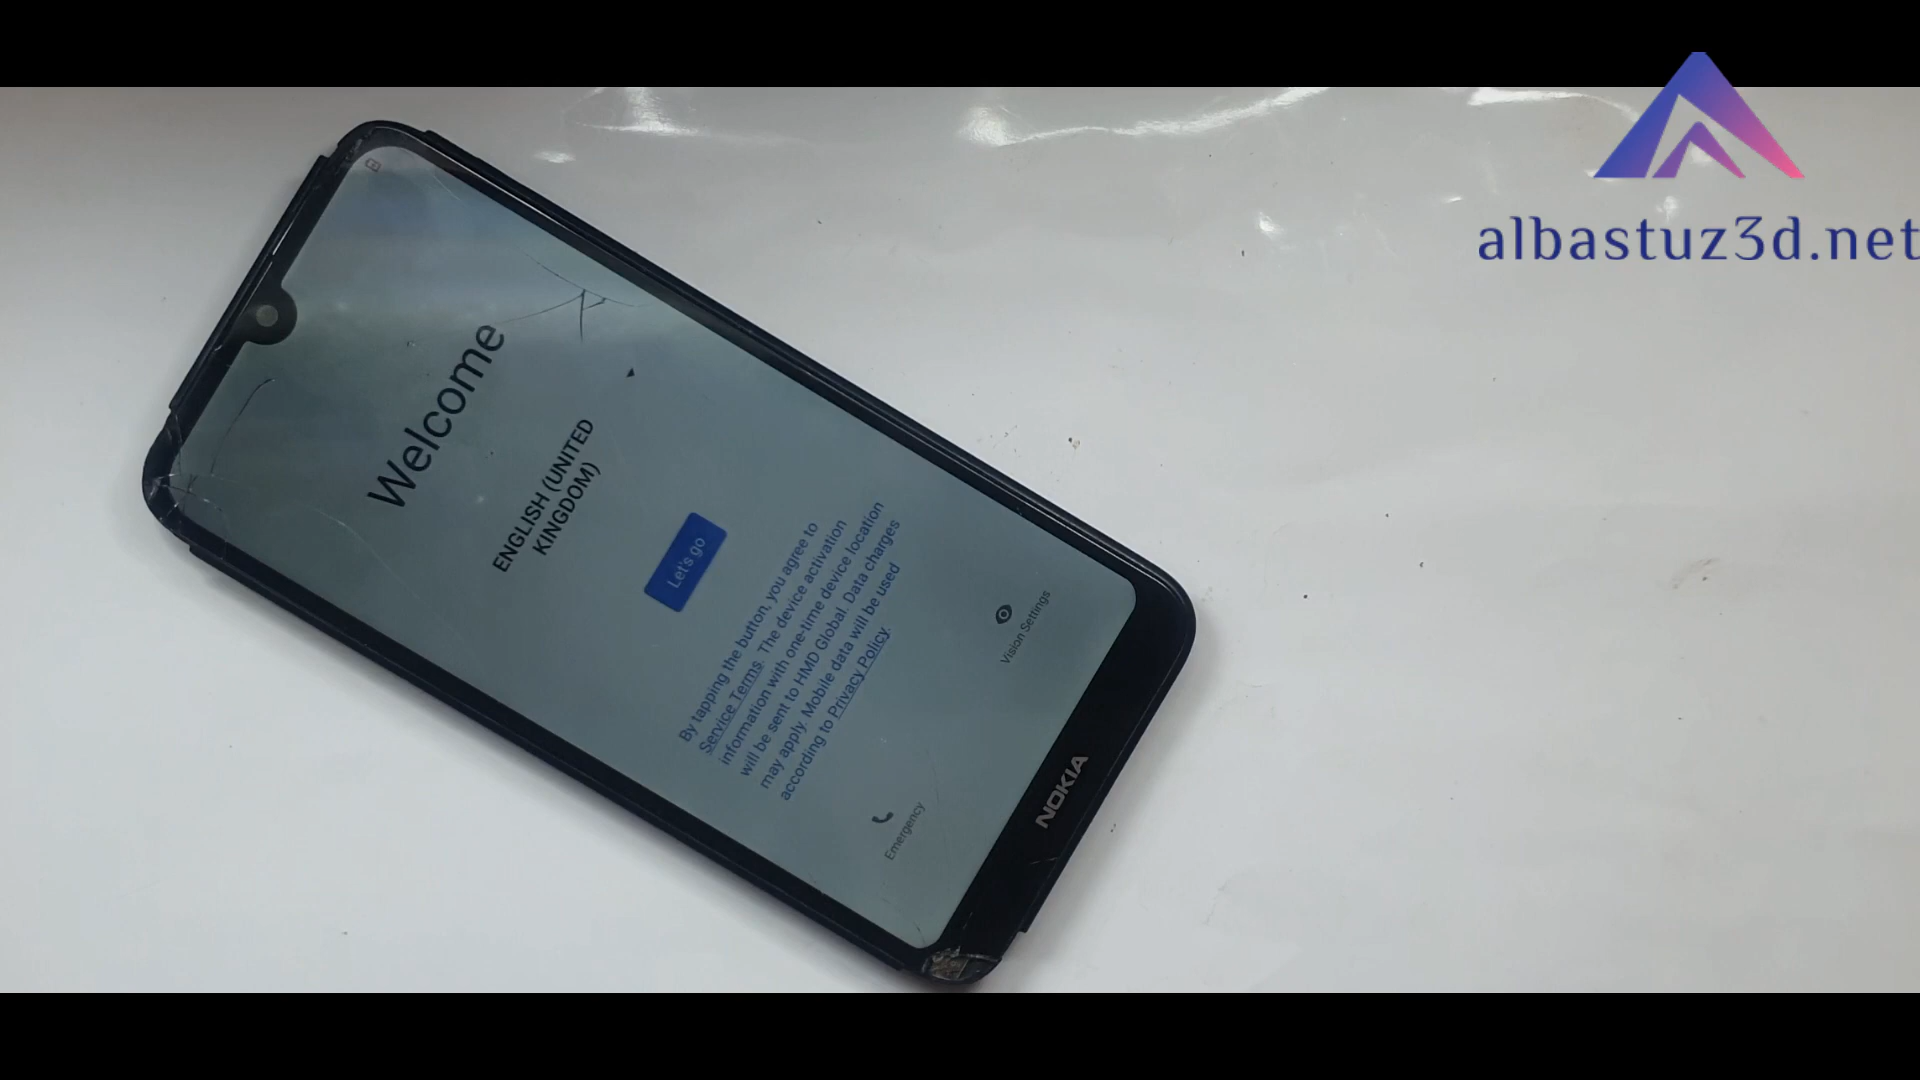 albastuz3d.net
Welcome
ENGLISH (UNITED
KINGDOM)
Let's go
By tapping the button, you agree to
Service Terms. The device activation
information with one-time device location
will be sent to HMD Global. Data charges
may apply. Mobile data will be used
according to Privacy Policy.
Emergency
Vision Settings
NOKIA